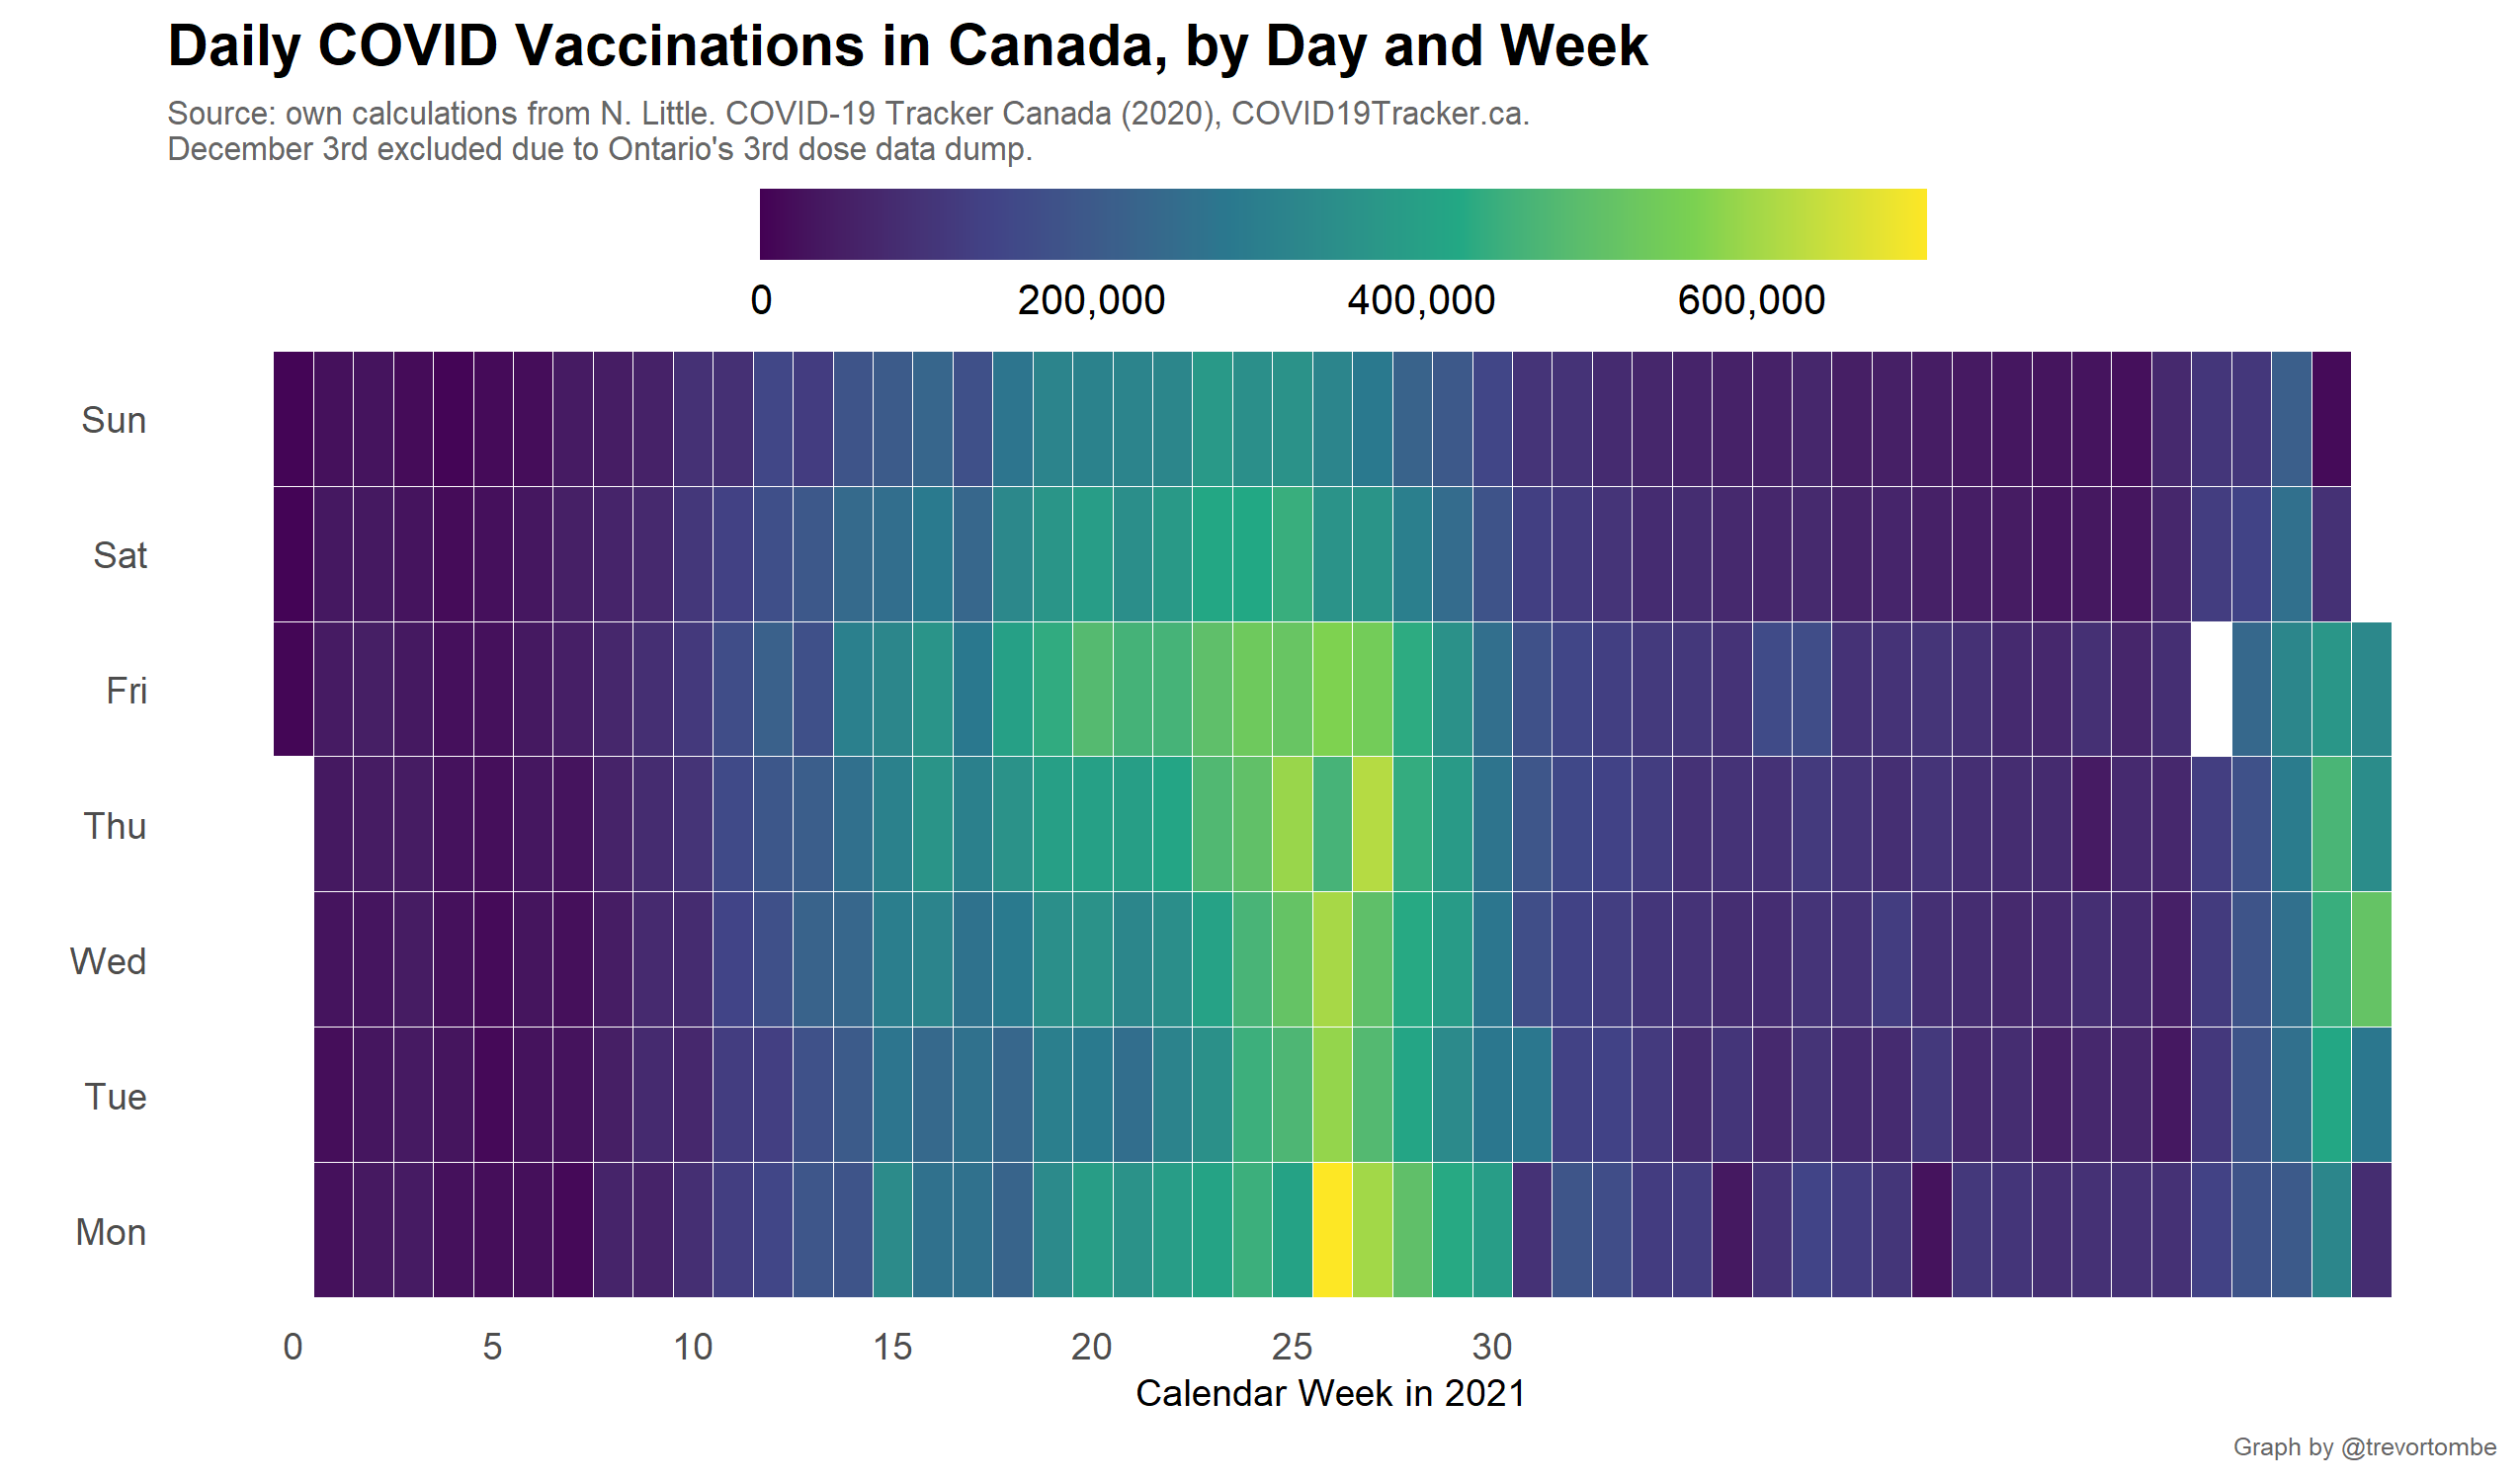 Daily COVID Vaccinations in Canada, by Day and Week
Source: own calculations from N. Little. COVID-19 Tracker Canada (2020), COVID19Tracker.ca.
December 3rd excluded due to Ontario's 3rd dose data dump.
0 200,000 400,000 600,000
Sun
Sat
Fri
Thu
Wed
Tue
Mon
0 5 10 15 20 25 30
Calendar Week in 2021
Graph by @trevortombe